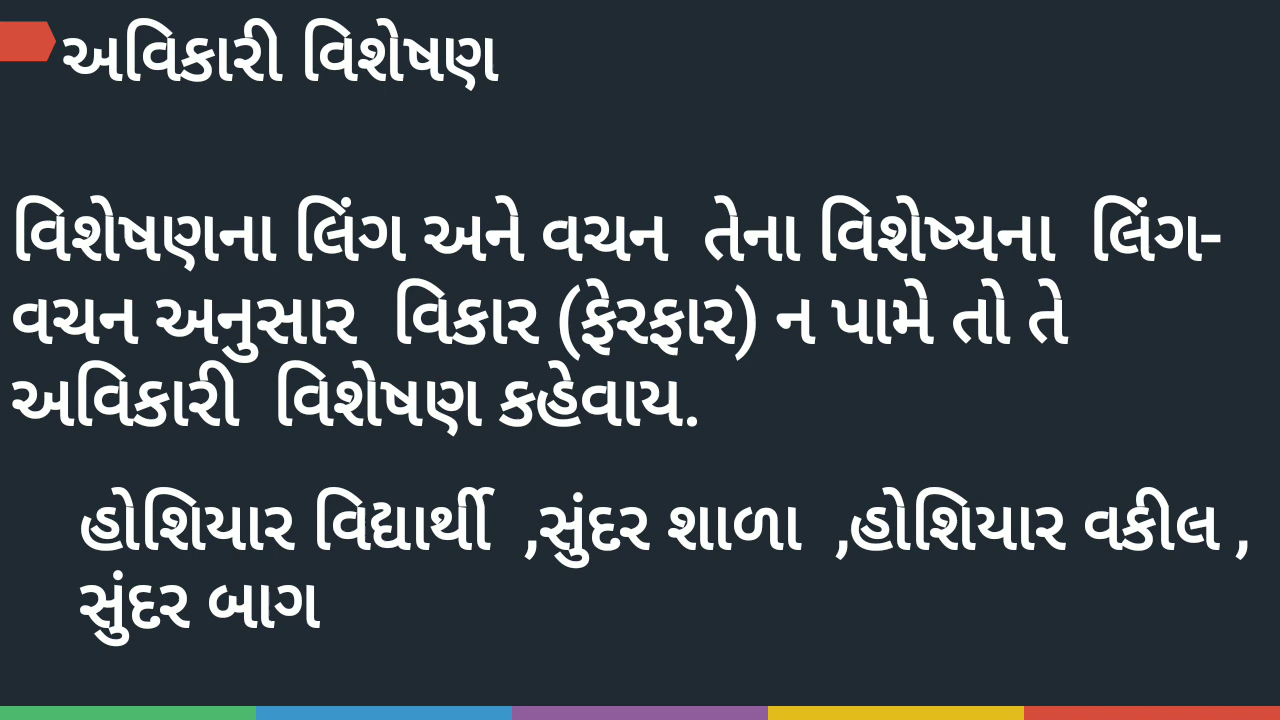 અવિકારી વિશેષણ
વિશેષણના લિંગ અને વચન તેના વિશેષ્યના લિંગ-
વચન અનુસાર વિકાર (ફેરફાર) ન પામે તો તે
અવિકારી વિશેષણ કહેવાય.
હોશિયાર વિદ્યાર્થી ,સુંદર શાળા ,હોશિયાર વકીલ ,
સુંદર બાગ